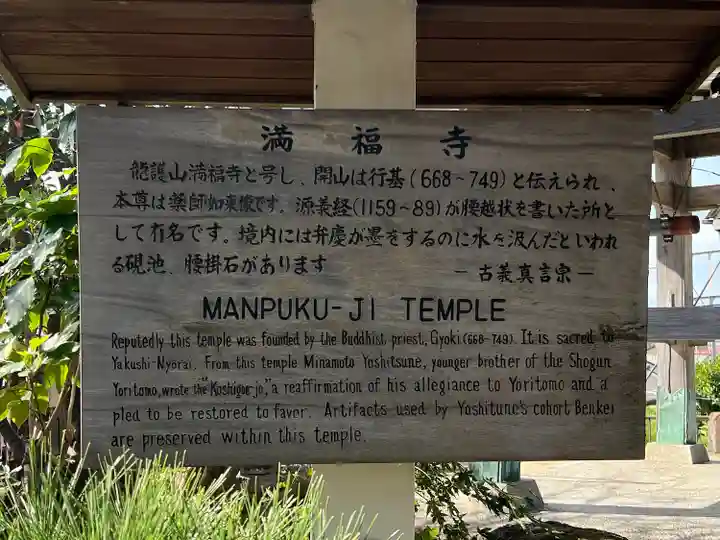 満福寺
龍護山満福寺と号し、開山は行基(668~749)と伝えられ、
本尊は薬師如来像です。源義経(1159~89)が腰越状を書いた所と
して有名です。境内には弁慶が墨をするのに水を汲んだといわれ
る硯池、腰掛石があります ー古義真言宗ー
MANPUKU-JI TEMPLE
Reputedly this temple was founded by the Buddhist priest, Gyoki (668-749). It is sacred to
Yakushi-Nyorai. From this temple Minamoto Yoshitsune, younger brother of the Shogun
Yoritomo, wrote the "Koshigoe-jo," a reaffirmation of his allegiance to Yoritomo and a
plea to be restored to favor. Artifacts used by Yoshitune's cohort Benkei
are preserved within this temple.